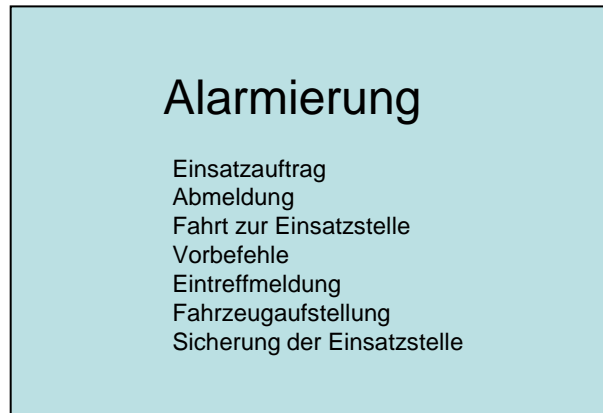 Alarmierung
Einsatzauftrag
Abmeldung
Fahrt zur Einsatzstelle
Vorbefehle
Eintreffmeldung
Fahrzeugaufstellung
Sicherung der Einsatzstelle